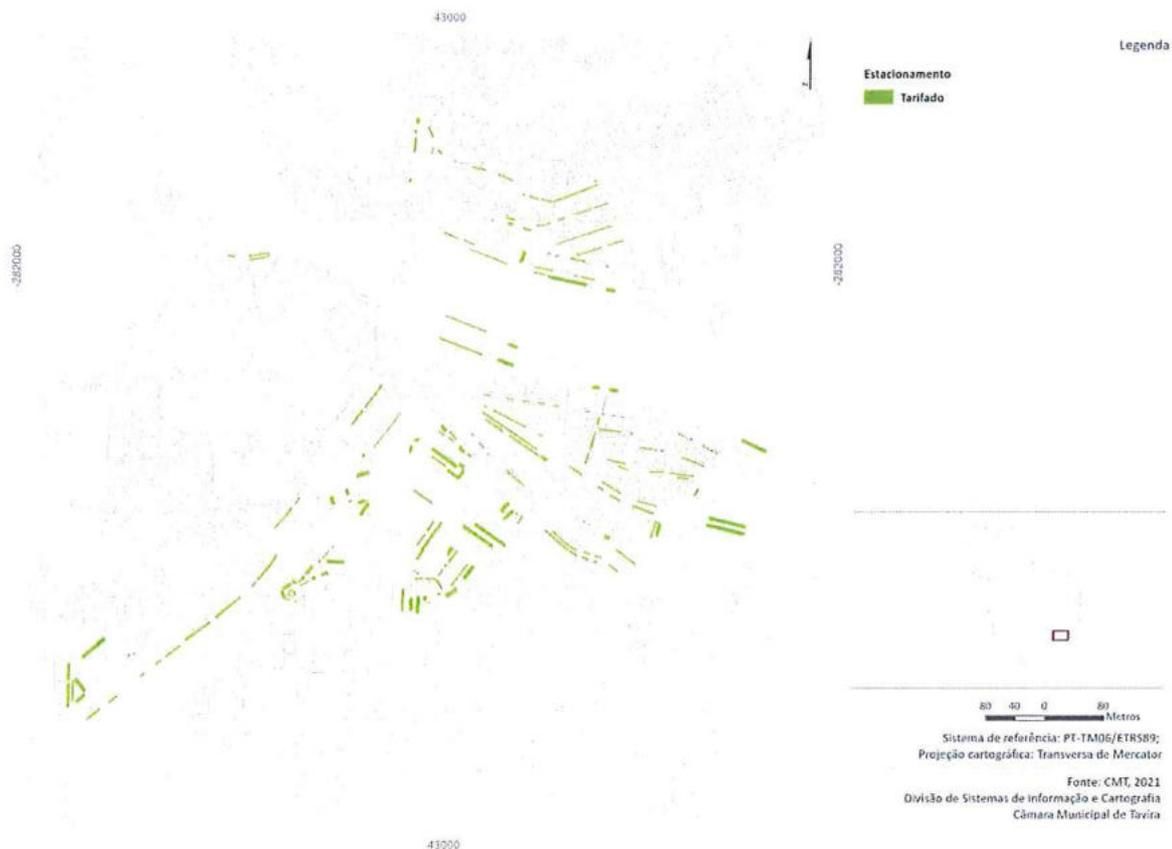 43000
Legenda
Estacionamento
Tarifado
-282000
-282000
80 40 0 80
Metros
Sistema de referência: PT-TM06/ETRS89;
Projeção cartográfica: Transversa de Mercator
Fonte: CMT, 2021
Divisão de Sistemas de Informação e Cartografia
Câmara Municipal de Tavira
43000